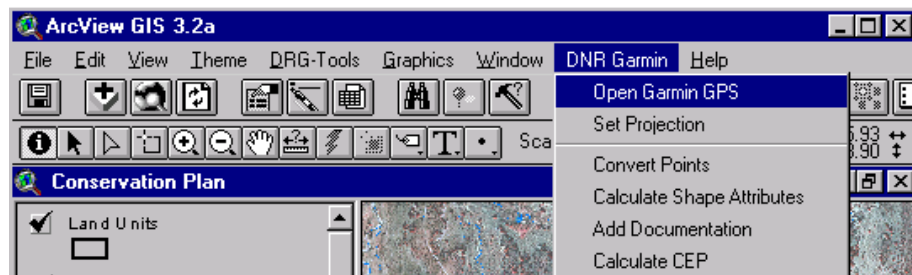 ArcView GIS 3.2a
File Edit View Theme DRG-Tools Graphics Window DNR Garmin Help
Open Garmin GPS
Set Projection
Sca
Convert Points
Conservation Plan
Calculate Shape Attributes
Land Units
Add Documentation
Calculate CEP